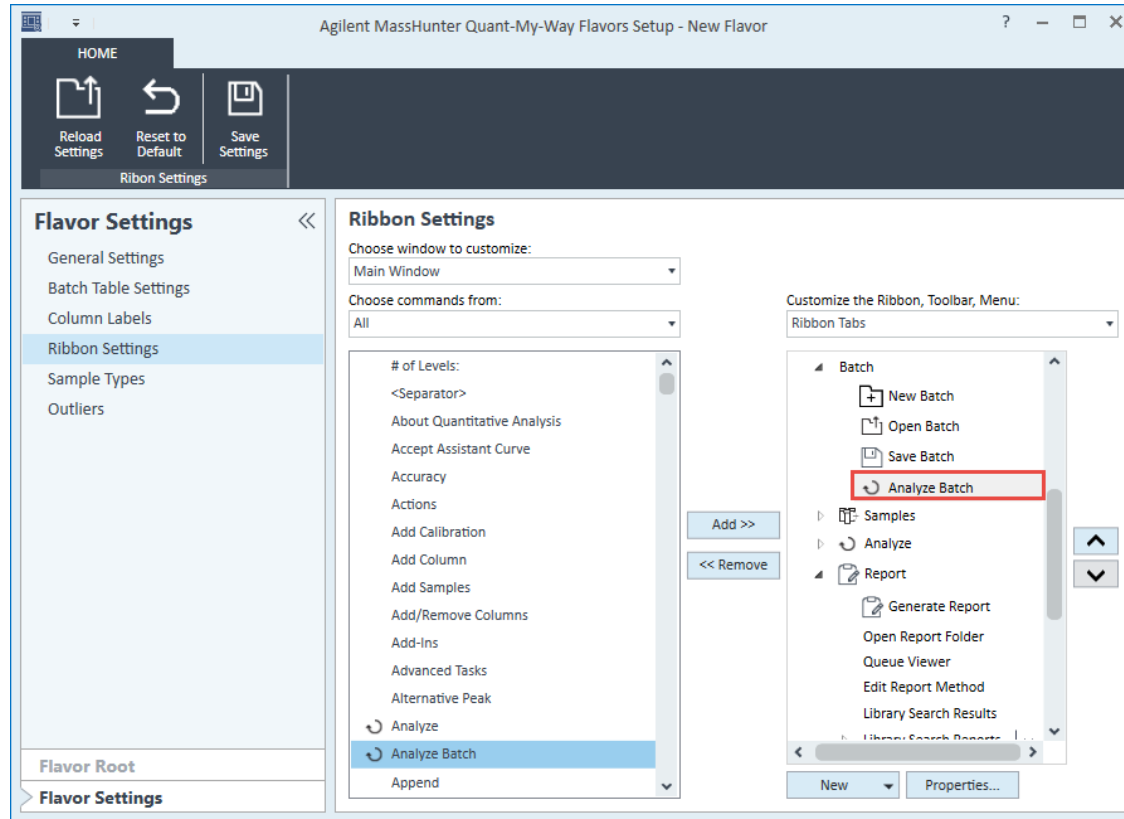 Agilent MassHunter Quant-My-Way Flavors Setup - New Flavor
?
HOME
Reload Settings
Reset to Default
Save Settings
Ribon Settings
Flavor Settings
General Settings
Batch Table Settings
Column Labels
Ribbon Settings
Sample Types
Outliers
Flavor Root
Flavor Settings
Ribbon Settings
Choose window to customize:
Main Window
Choose commands from:
All
# of Levels:
<Separator>
About Quantitative Analysis
Accept Assistant Curve
Accuracy
Actions
Add Calibration
Add Column
Add Samples
Add/Remove Columns
Add-Ins
Advanced Tasks
Alternative Peak
Analyze
Analyze Batch
Append
Add >>
<< Remove
Customize the Ribbon, Toolbar, Menu:
Ribbon Tabs
Batch
New Batch
Open Batch
Save Batch
Analyze Batch
Samples
Analyze
Report
Generate Report
Open Report Folder
Queue Viewer
Edit Report Method
Library Search Results
Library Search Reports
New
Properties...